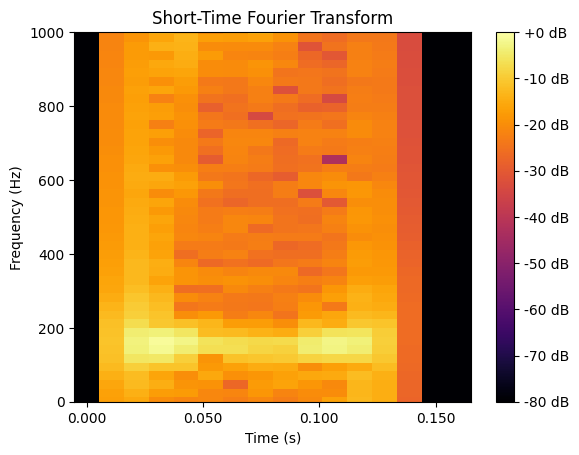 Short-Time Fourier Transform
1000
800
600
400
200
0
Frequency (Hz)
0.000
0.050
0.100
0.150
Time (s)
+0 dB
-10 dB
-20 dB
-30 dB
-40 dB
-50 dB
-60 dB
-70 dB
-80 dB